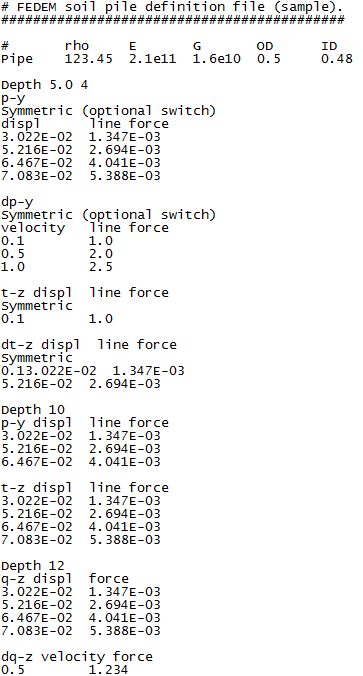 # FEDEM soil pile definition file (sample).
###########################################
# rho E G OD ID
Pipe 123.45 2.1e11 1.6e10 0.5 0.48
Depth 5.0 4
p-y
Symmetric (optional switch)
displ line force
3.022E-02 1.347E-03
5.216E-02 2.694E-03
6.467E-02 4.041E-03
7.083E-02 5.388E-03
dp-y
Symmetric (optional switch)
velocity line force
0.1 1.0
0.5 2.0
1.0 2.5
t-z displ line force
Symmetric
0.1 1.0
dt-z displ line force
Symmetric
0.13.022E-02 1.347E-03
5.216E-02 2.694E-03
Depth 10
p-y displ line force
3.022E-02 1.347E-03
5.216E-02 2.694E-03
6.467E-02 4.041E-03
t-z displ line force
3.022E-02 1.347E-03
5.216E-02 2.694E-03
6.467E-02 4.041E-03
7.083E-02 5.388E-03
Depth 12
q-z displ force
3.022E-02 1.347E-03
5.216E-02 2.694E-03
6.467E-02 4.041E-03
7.083E-02 5.388E-03
dq-z velocity force
0.5 1.234